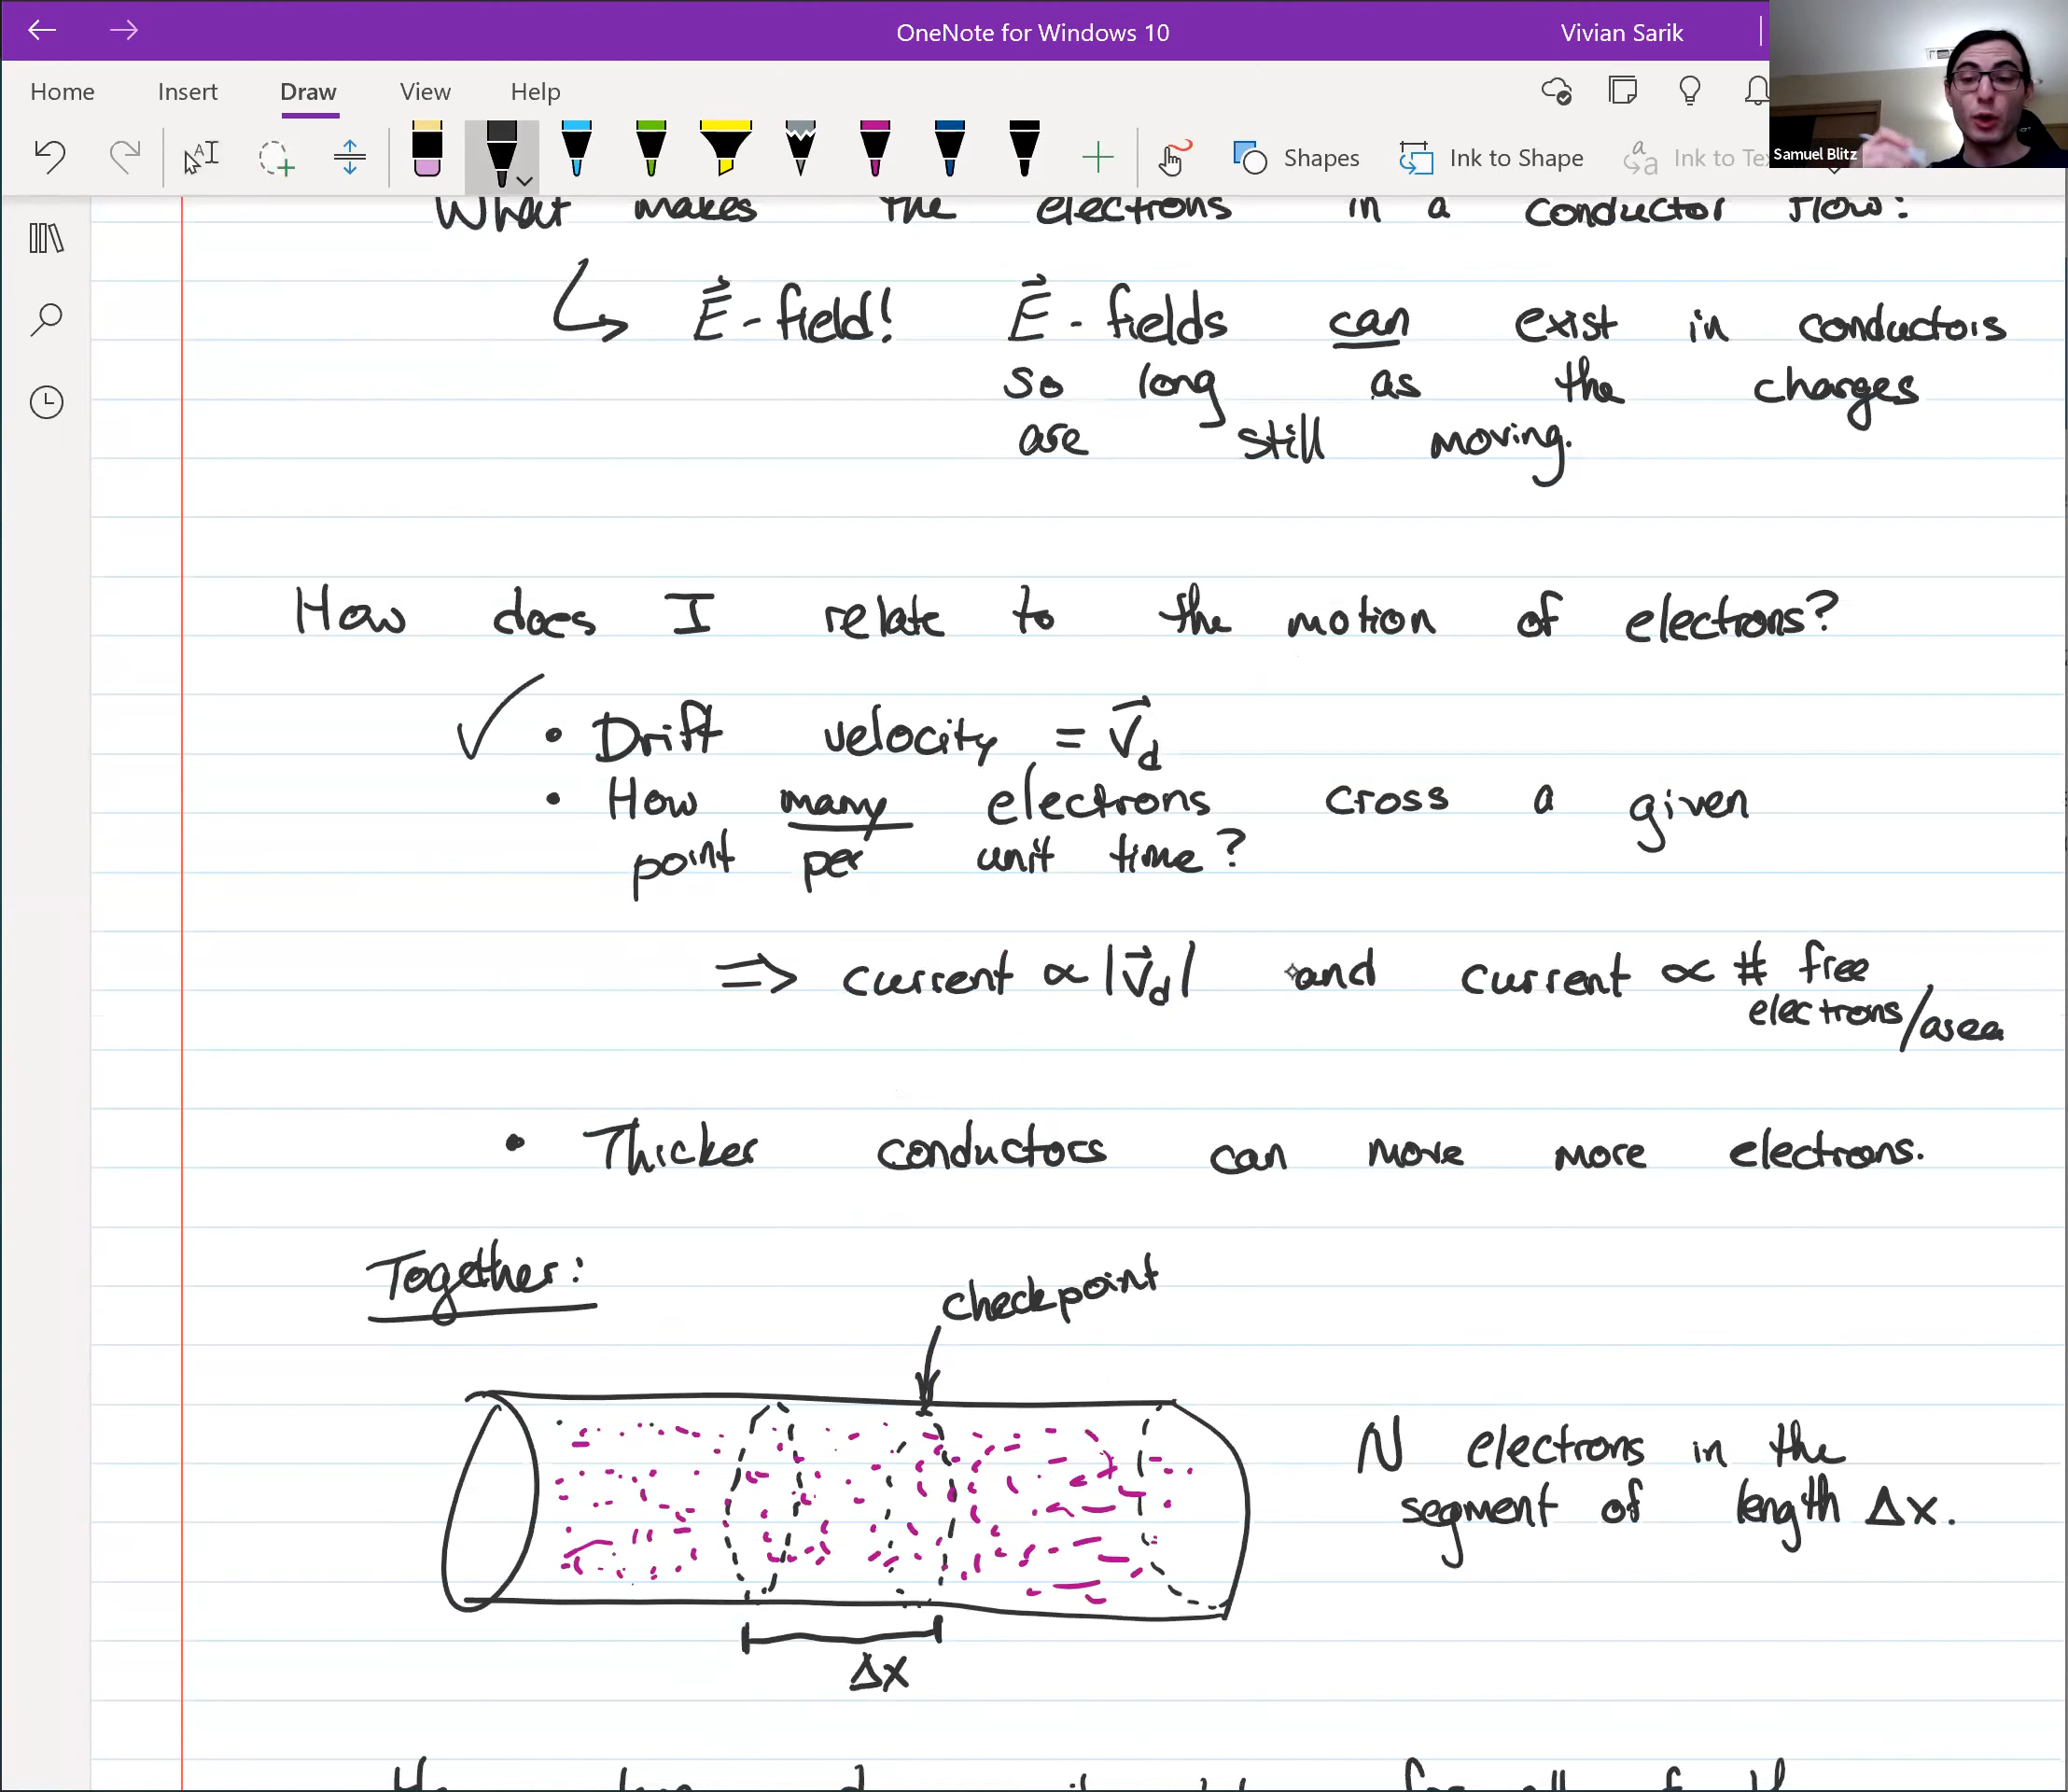 OneNote for Windows 10
Vivian Sarik
Home Insert Draw View Help
Shapes
Ink to Shape
Samuel Blitz
What makes the electrons in a conductor flow?
E⃗-field! E⃗-fields can exist in conductors
so long as the charges
are still moving.
How does I relate to the motion of electrons?
✓ • Drift velocity = v⃗d
• How many electrons cross a given
point per unit time?
⇒ current ∝ |v⃗d| and current ∝ # free
electrons/area
• Thicker conductors can move more electrons.
Together:
checkpoint
N electrons in the
segment of length Δx.
Δx